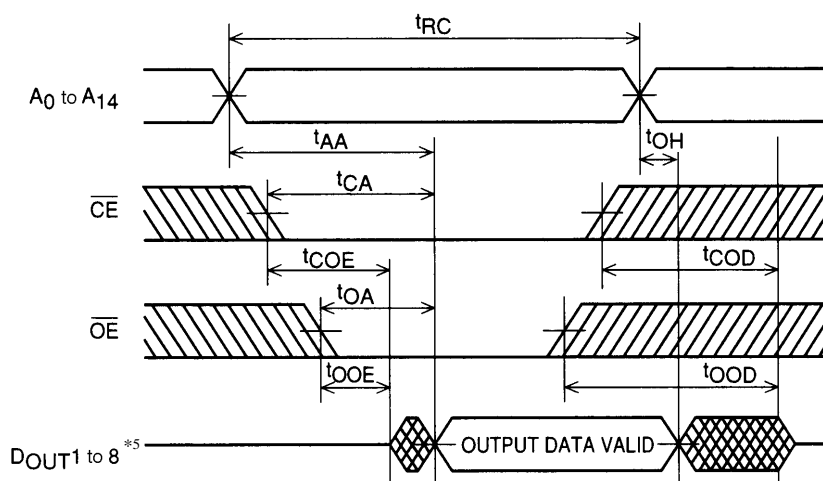 tRC
A0 to A14
tAA
tOH
tCA
CE
tCOE
tCOD
tOA
OE
tOOE
tOOD
DOUT1 to 8 *5
OUTPUT DATA VALID